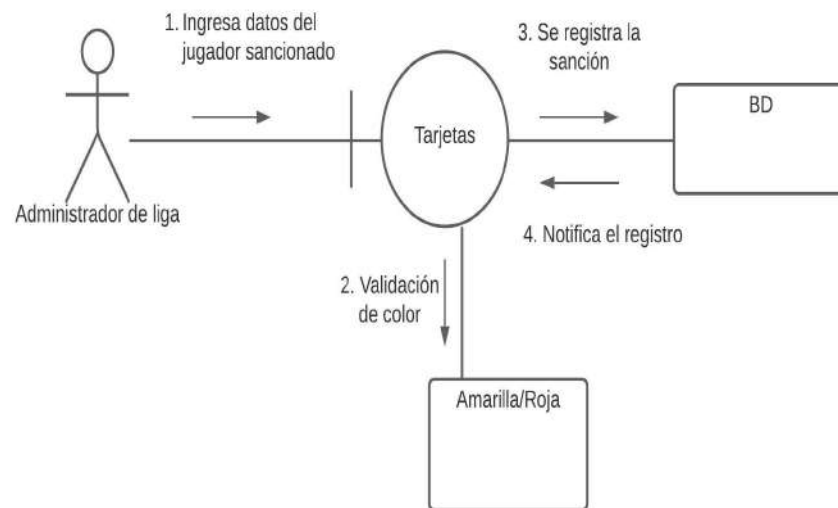 1. Ingresa datos del
jugador sancionado
3. Se registra la
sanción
BD
Tarjetas
Administrador de liga
4. Notifica el registro
2. Validación
de color
Amarilla/Roja